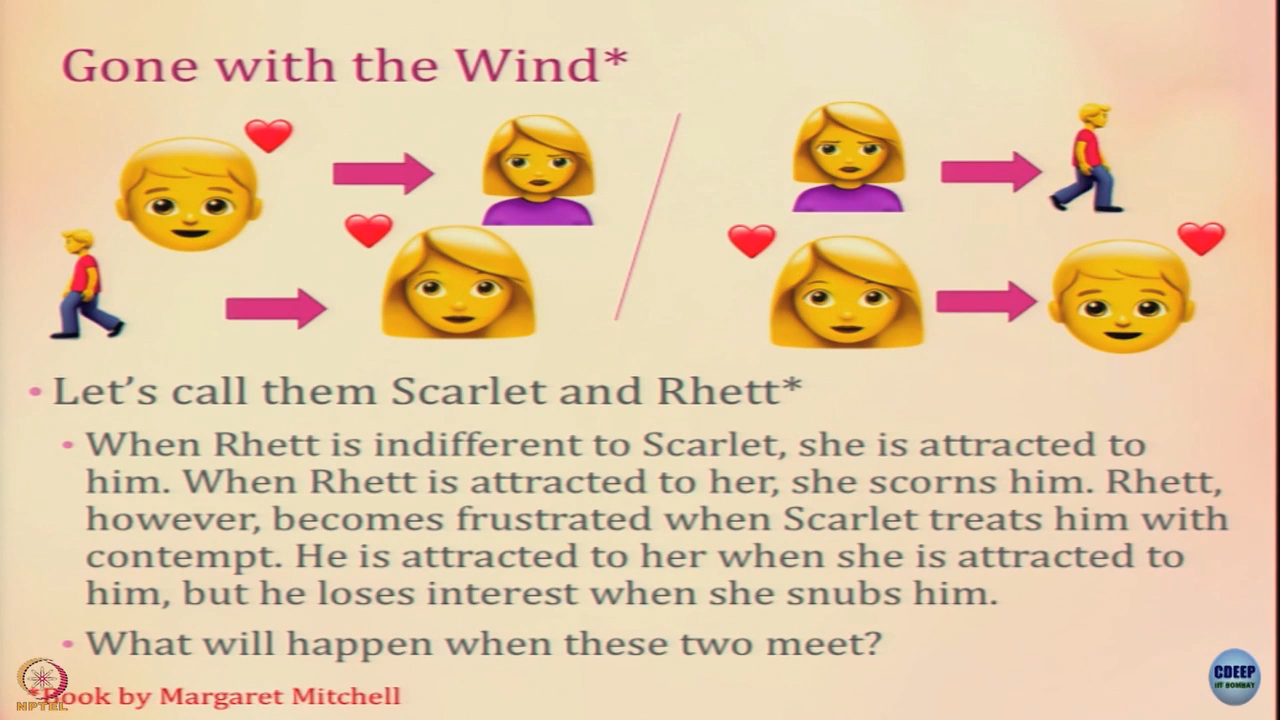 Gone with the Wind*
• Let's call them Scarlet and Rhett*
• When Rhett is indifferent to Scarlet, she is attracted to
him. When Rhett is attracted to her, she scorns him. Rhett,
however, becomes frustrated when Scarlet treats him with
contempt. He is attracted to her when she is attracted to
him, but he loses interest when she snubs him.
• What will happen when these two meet?
*Book by Margaret Mitchell
NPTEL
CDEEP
IIT BOMBAY